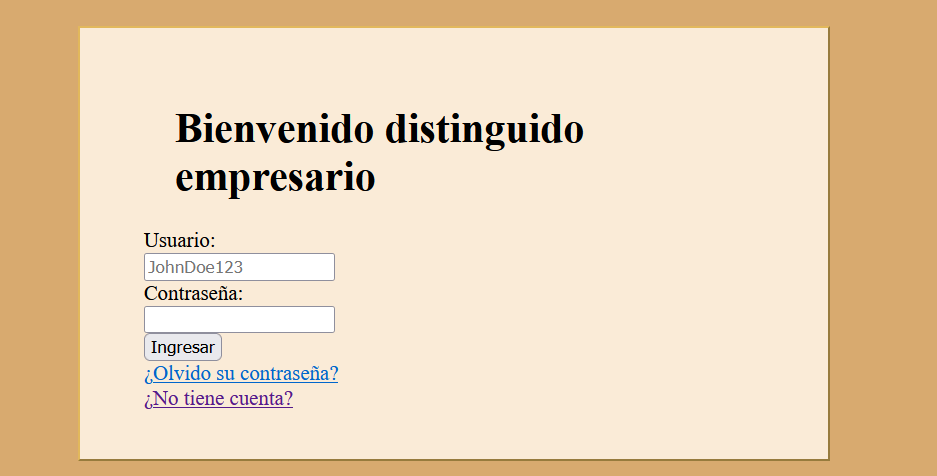 Bienvenido distinguido
empresario
Usuario:
JohnDoe123
Contraseña:
Ingresar
¿Olvido su contraseña?
¿No tiene cuenta?